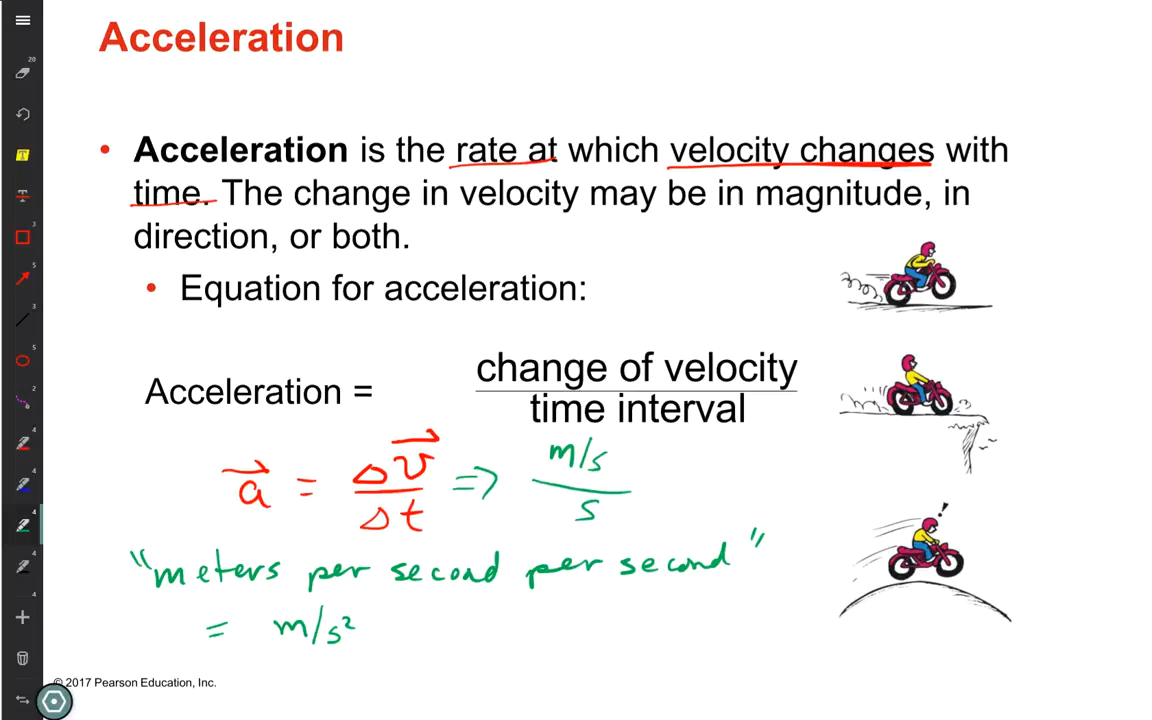 Acceleration
• Acceleration is the rate at which velocity changes with
time. The change in velocity may be in magnitude, in
direction, or both.
• Equation for acceleration:
Acceleration = change of velocity / time interval
a⃗ = Δv⃗ / Δt => m/s / s
"meters per second per second"
= m/s²
!
© 2017 Pearson Education, Inc.